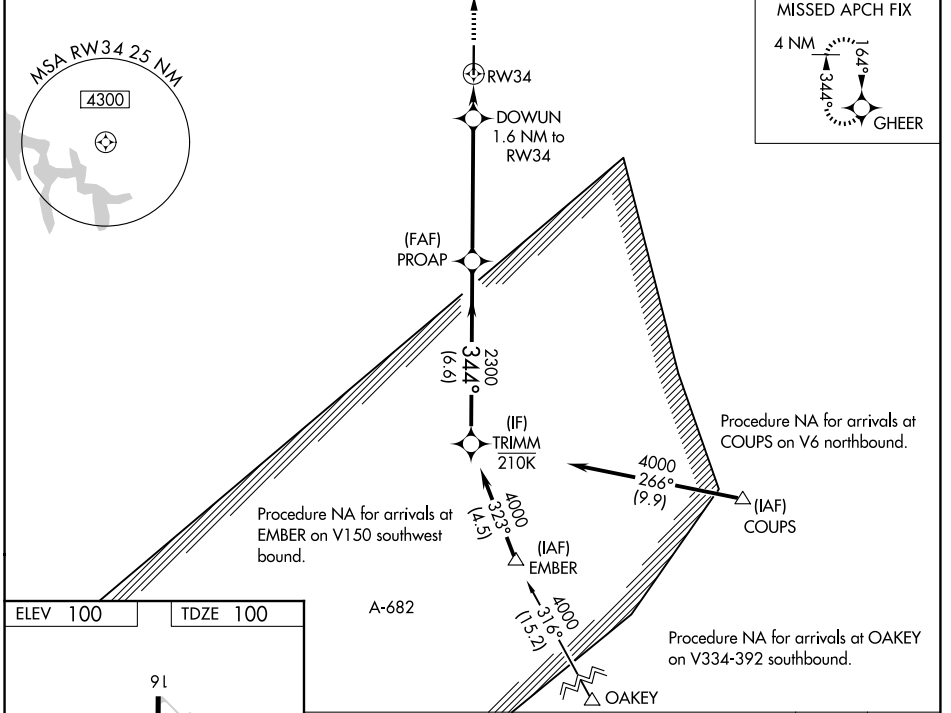 MISSED APCH FIX
4 NM
164°
344°
GHEER
MSA RW34 25 NM
4300
RW34
DOWUN
1.6 NM to
RW34
(FAF)
PROAP
2300
344°
(6.6)
(IF)
TRIMM
210K
Procedure NA for arrivals at
COUPS on V6 northbound.
4000
266°
(9.9)
(IAF)
COUPS
4000
323°
(4.5)
Procedure NA for arrivals at
EMBER on V150 southwest
bound.
(IAF)
EMBER
ELEV 100
TDZE 100
A-682
4000
316°
(15.2)
Procedure NA for arrivals at OAKEY
on V334-392 southbound.
OAKEY
16